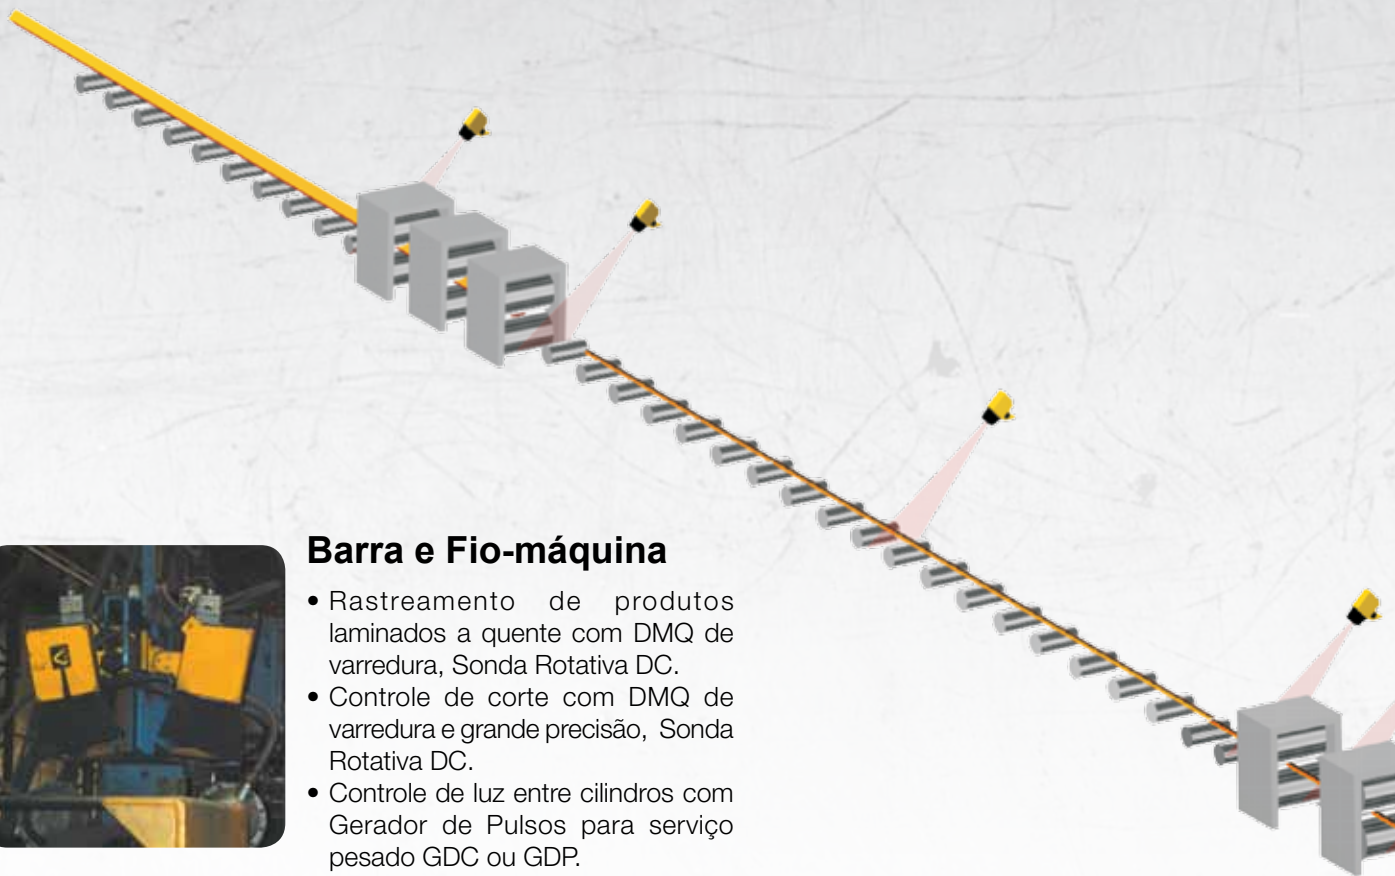 Barra e Fio-máquina
• Rastreamento de produtos
laminados a quente com DMQ de
varredura, Sonda Rotativa DC.
• Controle de corte com DMQ de
varredura e grande precisão, Sonda
Rotativa DC.
• Controle de luz entre cilindros com
Gerador de Pulsos para serviço
pesado GDC ou GDP.